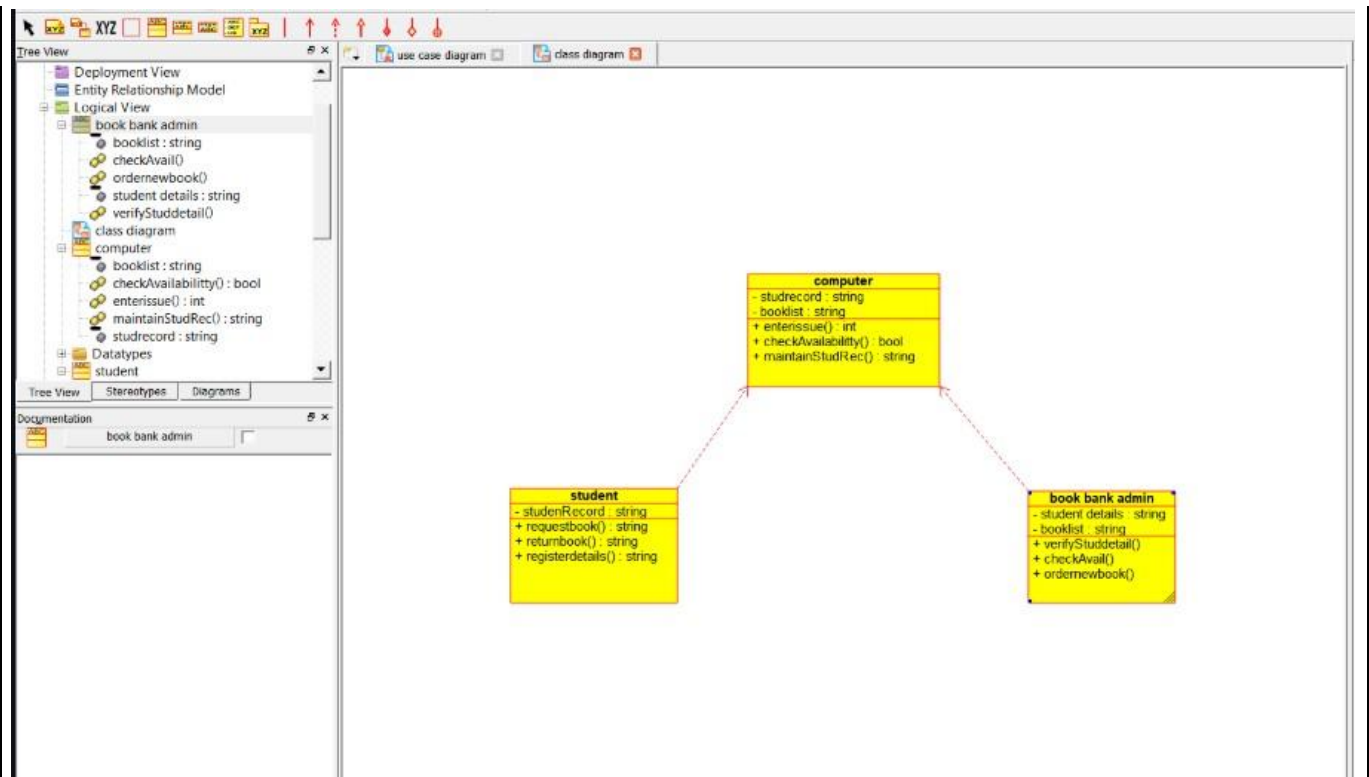 XYZ
Tree View
use case diagram
class diagram
Deployment View
Entity Relationship Model
Logical View
book bank admin
booklist : string
checkAvail()
ordernewbook()
student details : string
verifyStuddetail()
class diagram
computer
booklist : string
checkAvailabilitty() : bool
enterissue() : int
maintainStudRec() : string
studrecord : string
Datatypes
student
Tree View Stereotypes Diagrams
Documentation
book bank admin
computer
- studrecord : string
- booklist : string
+ enterissue() : int
+ checkAvailabilitty() : bool
+ maintainStudRec() : string
student
- studenRecord : string
+ requestbook() : string
+ returnbook() : string
+ registerdetails() : string
book bank admin
- student details : string
- booklist : string
+ verifyStuddetail()
+ checkAvail()
+ ordernewbook()